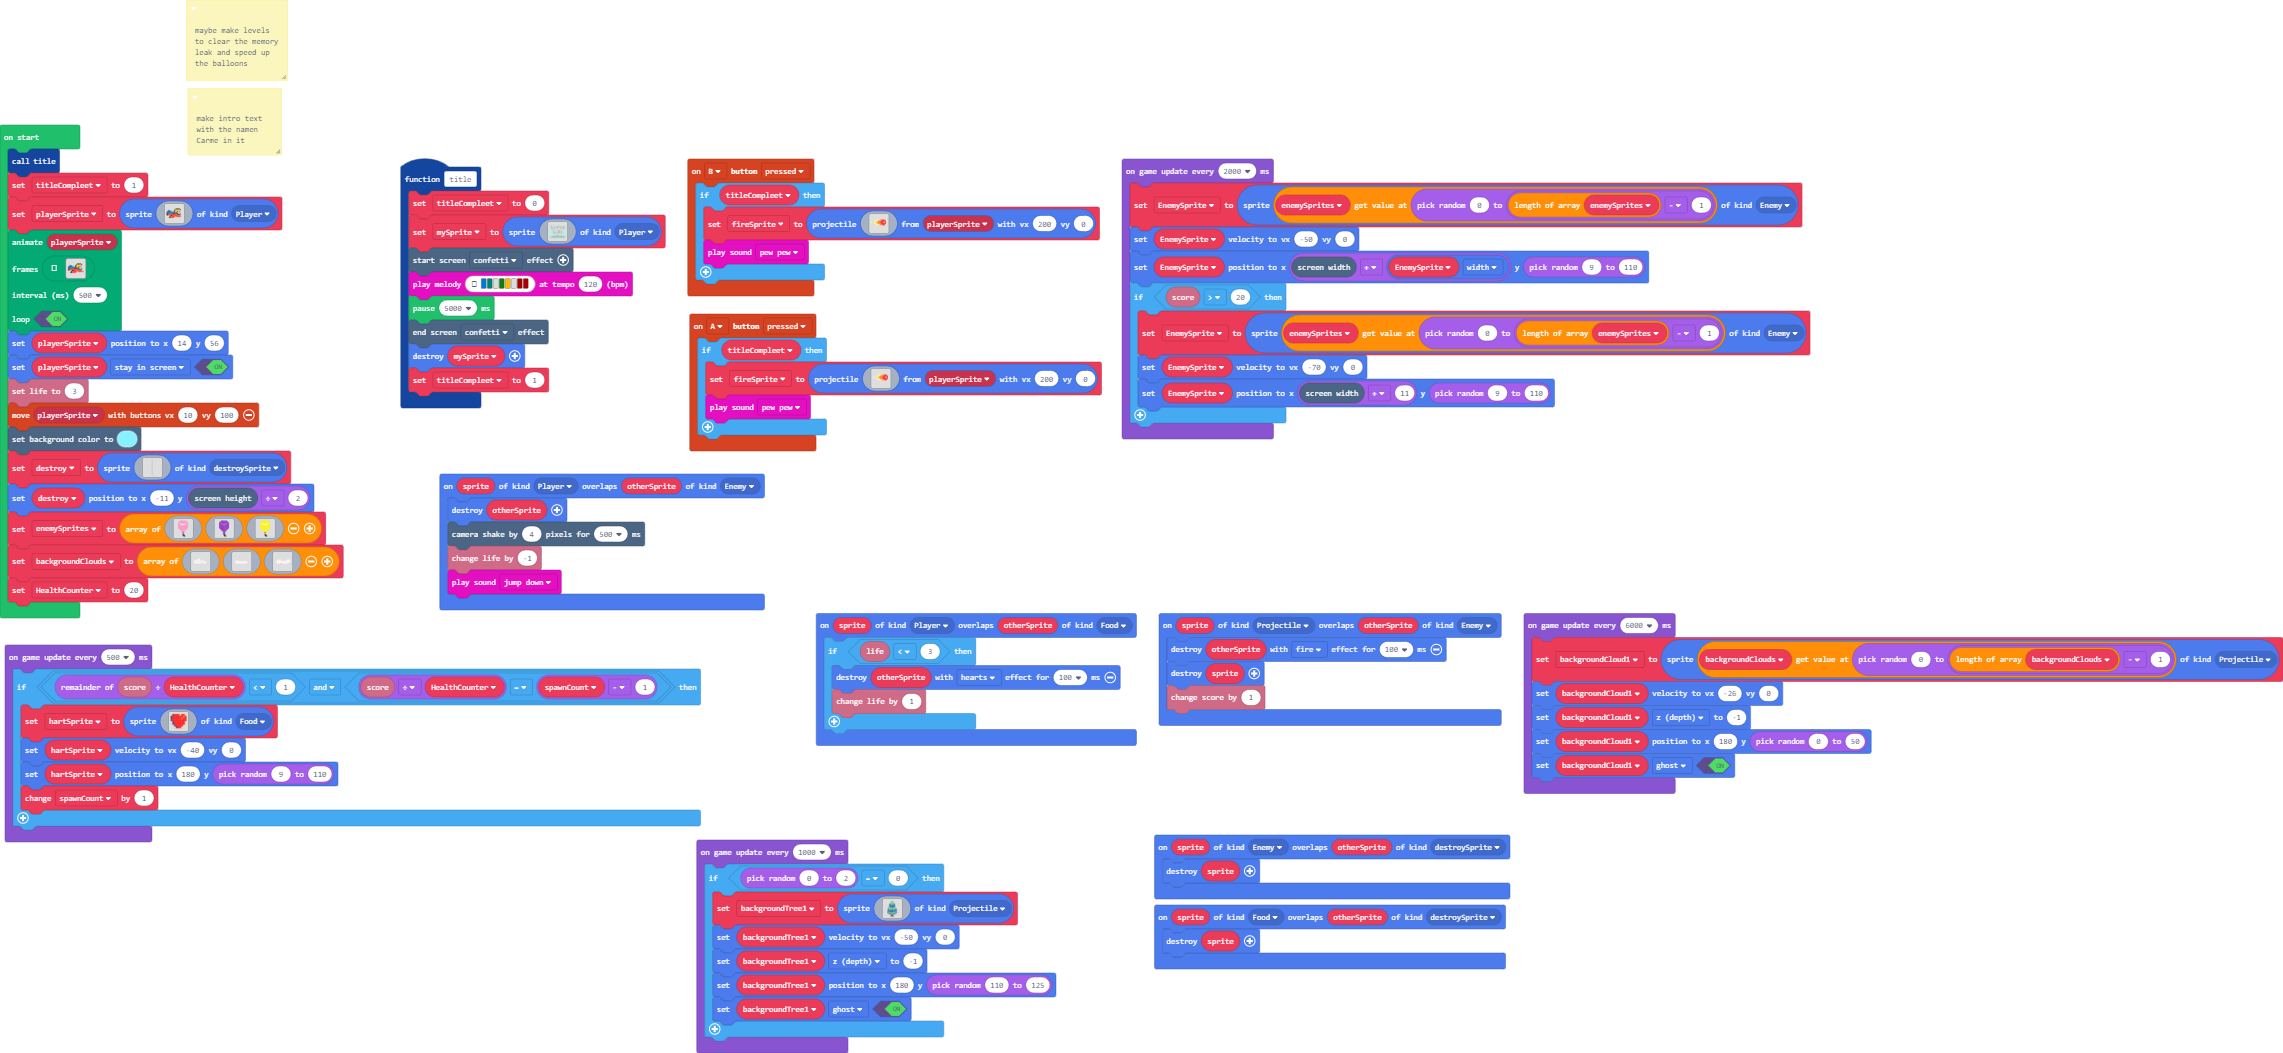 maybe make levels
to clear the memory
leak and speed up
the balloons
make intro text
with the namen
Carme in it
on start
call title
set titleCompleet to 1
set playerSprite to sprite of kind Player
animate playerSprite
frames
interval (ms) 500
loop ON
set playerSprite position to x 14 y 56
set playerSprite stay in screen ON
set life to 3
move playerSprite with buttons vx 10 vy 100
set background color to
set destroy to sprite of kind destroySprite
set destroy position to x -11 y screen height ÷ 2
set enemySprites to array of
set backgroundClouds to array of
set HealthCounter to 20
function title
set titleCompleet to 0
set mySprite to sprite of kind Player
start screen confetti effect
play melody at tempo 120 (bpm)
pause 5000 ms
end screen confetti effect
destroy mySprite
set titleCompleet to 1
on B button pressed
if titleCompleet then
set fireSprite to projectile from playerSprite with vx 200 vy 0
play sound pew pew
on A button pressed
if titleCompleet then
set fireSprite to projectile from playerSprite with vx 200 vy 0
play sound pew pew
on game update every 2000 ms
set EnemySprite to sprite enemySprites get value at pick random 0 to length of array enemySprites - 1 of kind Enemy
set EnemySprite velocity to vx -50 vy 0
set EnemySprite position to x screen width + EnemySprite width y pick random 9 to 110
if score > 20 then
set EnemySprite to sprite enemySprites get value at pick random 0 to length of array enemySprites - 1 of kind Enemy
set EnemySprite velocity to vx -70 vy 0
set EnemySprite position to x screen width + 11 y pick random 9 to 110
on sprite of kind Player overlaps otherSprite of kind Enemy
destroy otherSprite
camera shake by 4 pixels for 500 ms
change life by -1
play sound jump down
on sprite of kind Player overlaps otherSprite of kind Food
if life < 3 then
destroy otherSprite with hearts effect for 100 ms
change life by 1
on sprite of kind Projectile overlaps otherSprite of kind Enemy
destroy otherSprite with fire effect for 100 ms
destroy sprite
change score by 1
on game update every 6000 ms
set backgroundCloud1 to sprite backgroundClouds get value at pick random 0 to length of array backgroundClouds - 1 of kind Projectile
set backgroundCloud1 velocity to vx -26 vy 0
set backgroundCloud1 z (depth) to -1
set backgroundCloud1 position to x 180 y pick random 0 to 50
set backgroundCloud1 ghost ON
on game update every 500 ms
if remainder of score ÷ HealthCounter < 1 and score ÷ HealthCounter = spawnCount - 1 then
set hartSprite to sprite of kind Food
set hartSprite velocity to vx -40 vy 0
set hartSprite position to x 180 y pick random 9 to 110
change spawnCount by 1
on game update every 1000 ms
if pick random 0 to 2 = 0 then
set backgroundTree1 to sprite of kind Projectile
set backgroundTree1 velocity to vx -50 vy 0
set backgroundTree1 z (depth) to -1
set backgroundTree1 position to x 180 y pick random 110 to 125
set backgroundTree1 ghost ON
on sprite of kind Enemy overlaps otherSprite of kind destroySprite
destroy sprite
on sprite of kind Food overlaps otherSprite of kind destroySprite
destroy sprite